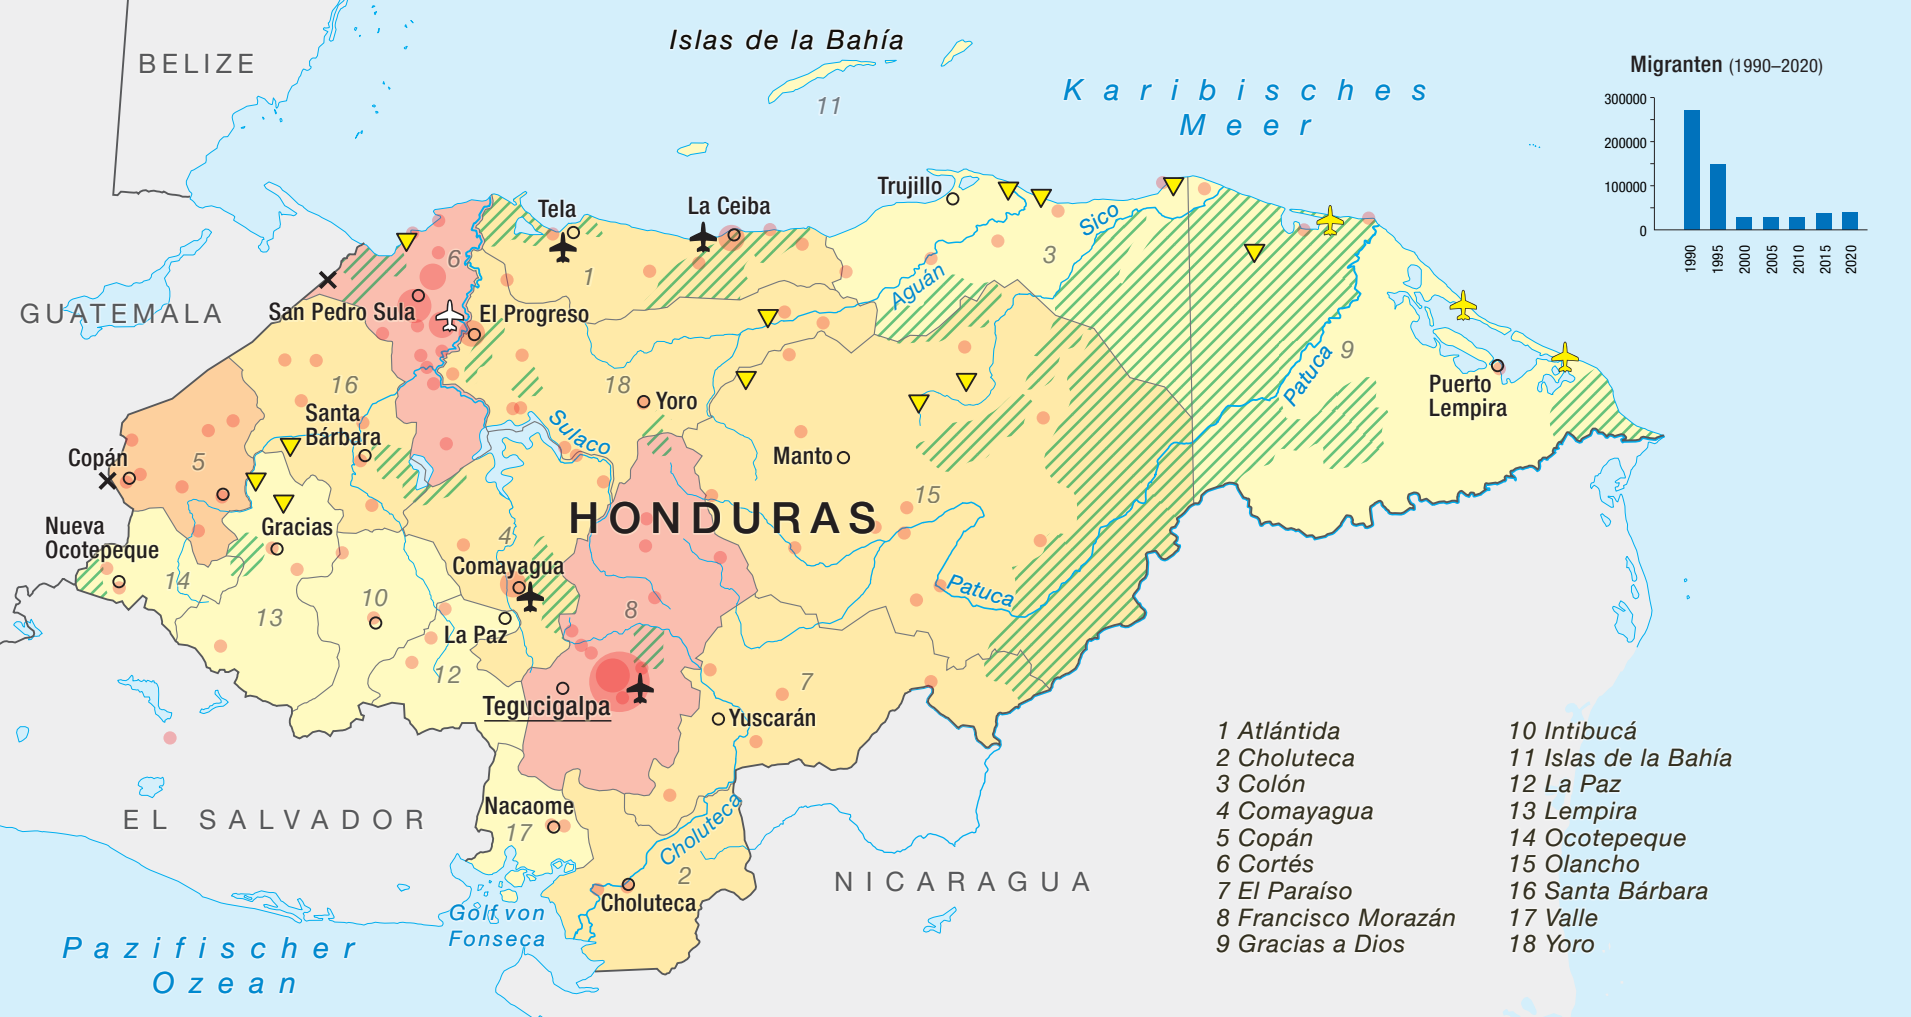 BELIZE
Islas de la Bahía
11
Karibisches
Meer
Migranten (1990–2020)
300000
200000
100000
0
1990
1995
2000
2005
2010
2015
2020
GUATEMALA
Trujillo
Tela
La Ceiba
Sico
6
1
3
Aguán
San Pedro Sula
El Progreso
9
Patuca
16
18
Puerto
Lempira
Santa
Bárbara
Yoro
Sulaco
Copán
5
Manto
15
HONDURAS
Nueva
Ocotepeque
Gracias
4
Comayagua
14
13
10
8
Patuca
La Paz
12
7
Tegucigalpa
Yuscarán
Nacaome
17
Choluteca
2
Choluteca
EL SALVADOR
NICARAGUA
Golf von
Fonseca
Pazifischer
Ozean
1 Atlántida
2 Choluteca
3 Colón
4 Comayagua
5 Copán
6 Cortés
7 El Paraíso
8 Francisco Morazán
9 Gracias a Dios
10 Intibucá
11 Islas de la Bahía
12 La Paz
13 Lempira
14 Ocotepeque
15 Olancho
16 Santa Bárbara
17 Valle
18 Yoro